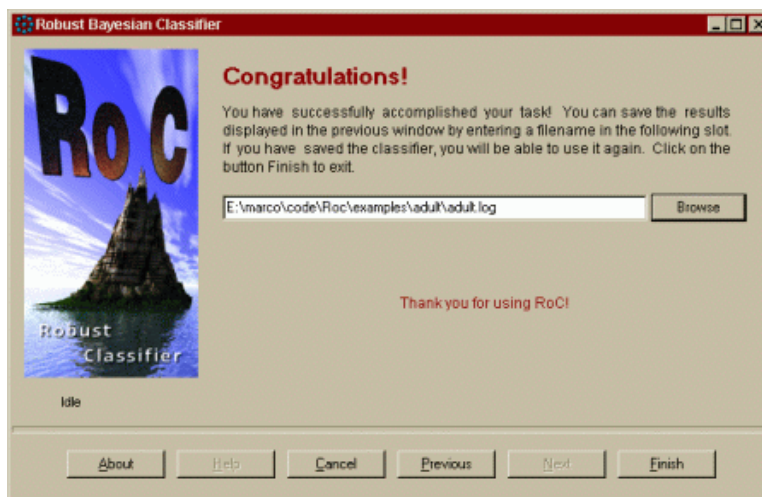 Robust Bayesian Classifier
RoC
Robust
Classifier
Congratulations!
You have successfully accomplished your task! You can save the results
displayed in the previous window by entering a filename in the following slot.
If you have saved the classifier, you will be able to use it again. Click on the
button Finish to exit.
E:\marco\code\Roc\examples\adult\adult.log
Browse
Thank you for using RoC!
Idle
About
Help
Cancel
Previous
Next
Finish